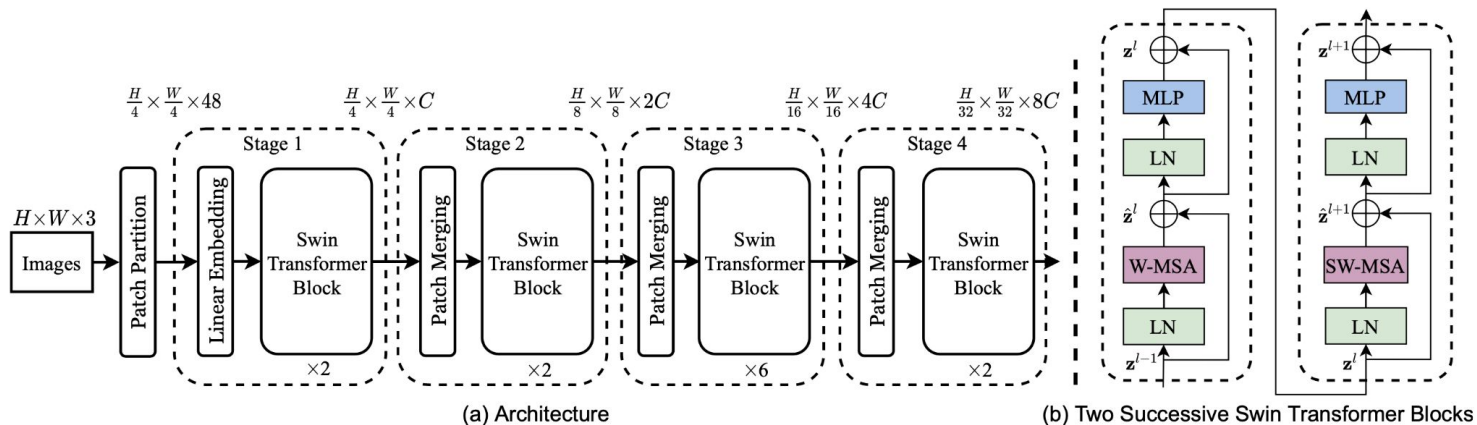 H/4 × W/4 × 48
H/4 × W/4 × C
H/8 × W/8 × 2C
H/16 × W/16 × 4C
H/32 × W/32 × 8C
Stage 1
Stage 2
Stage 3
Stage 4
H×W×3
Images
Patch Partition
Linear Embedding
Swin
Transformer
Block
×2
Patch Merging
Swin
Transformer
Block
×2
Patch Merging
Swin
Transformer
Block
×6
Patch Merging
Swin
Transformer
Block
×2
(a) Architecture
z^l
MLP
LN
ẑ^l
W-MSA
LN
z^{l-1}
z^{l+1}
MLP
LN
ẑ^{l+1}
SW-MSA
LN
z^l
(b) Two Successive Swin Transformer Blocks